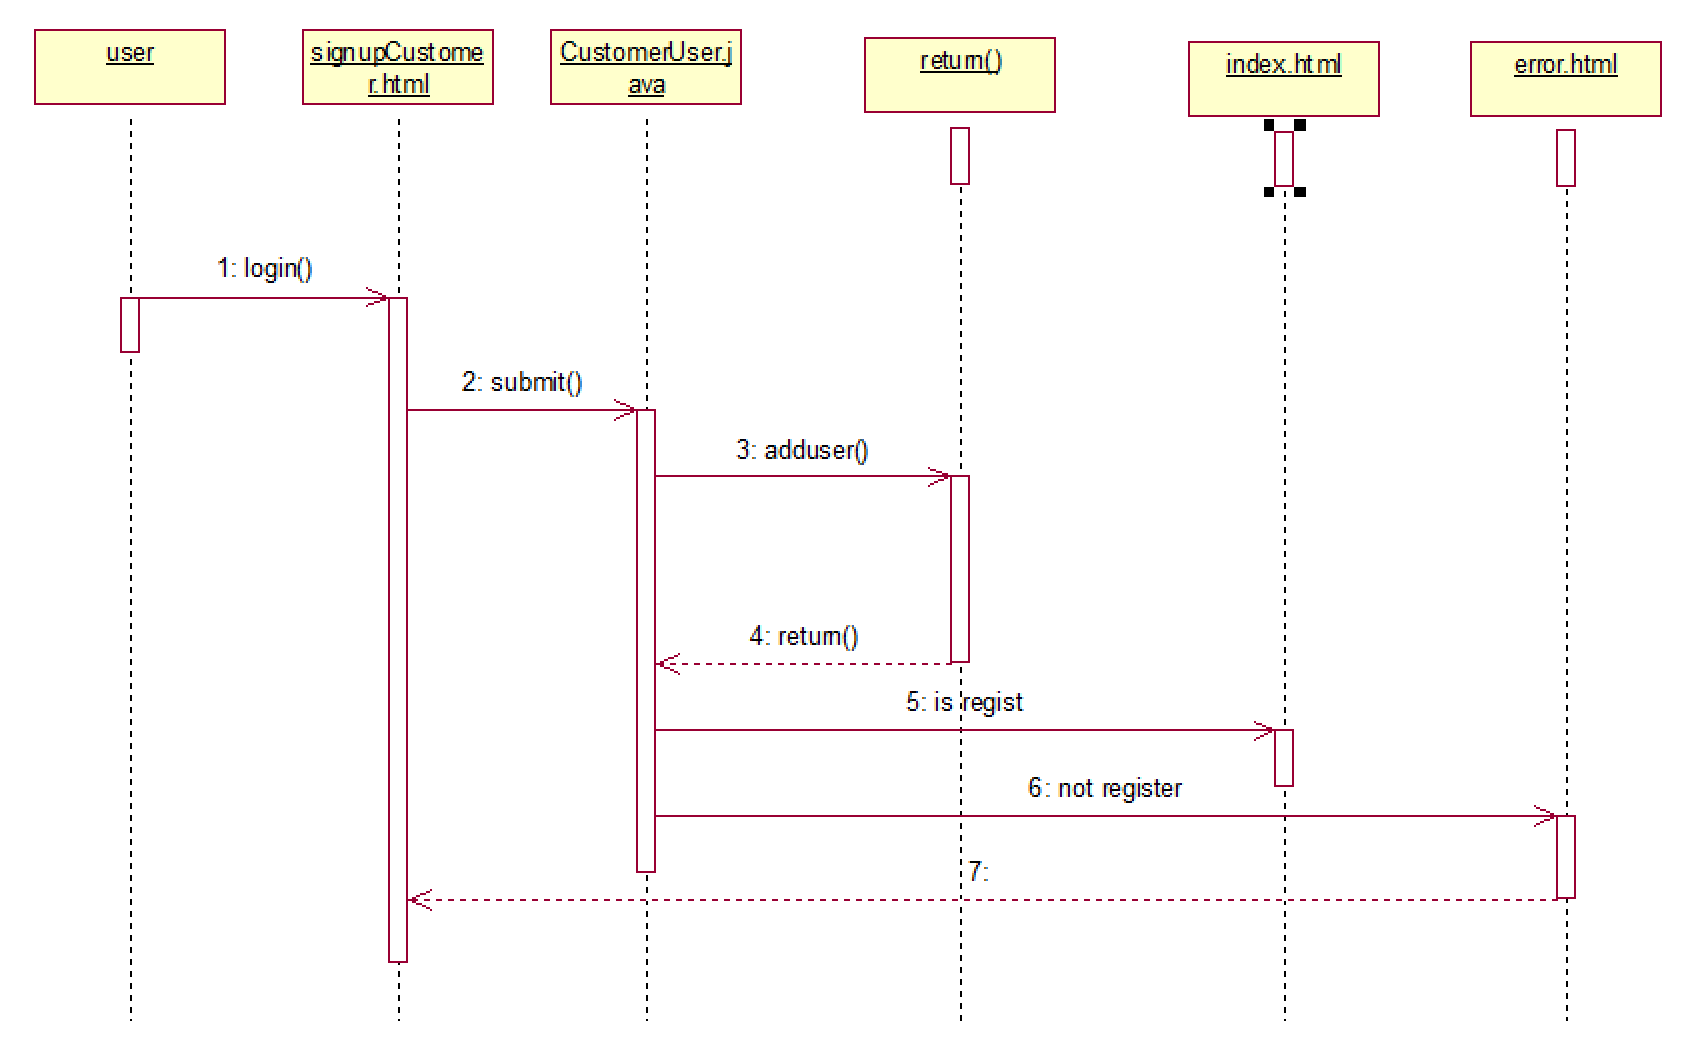 user
signupCustome
r.html
CustomerUser.j
ava
return()
index.html
error.html
1: login()
2: submit()
3: adduser()
4: return()
5: is regist
6: not register
7: